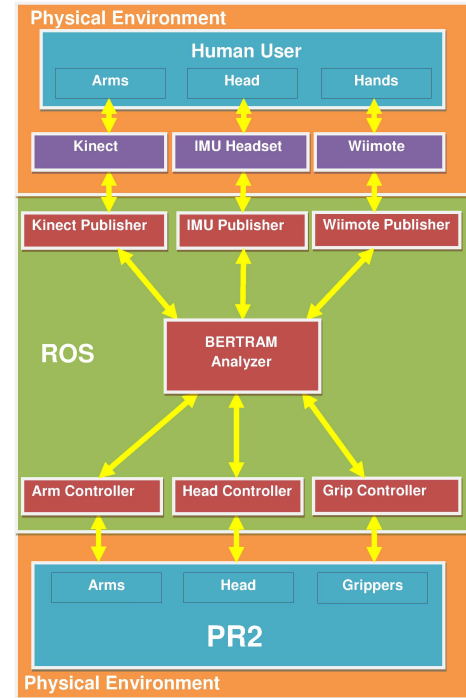 Physical Environment
Human User
Arms Head Hands
Kinect IMU Headset Wiimote
Kinect Publisher IMU Publisher Wiimote Publisher
BERTRAM
Analyzer
ROS
Arm Controller Head Controller Grip Controller
Arms Head Grippers
PR2
Physical Environment